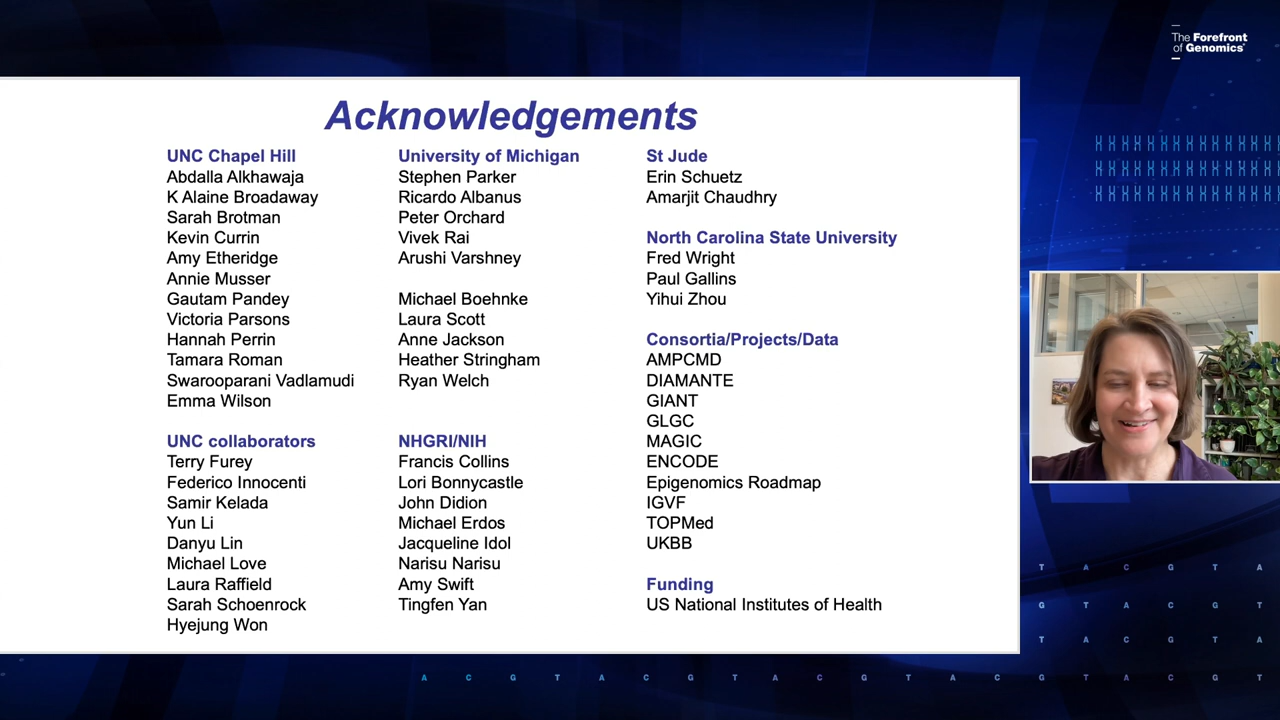 The Forefront
of Genomics
Acknowledgements
UNC Chapel Hill
Abdalla Alkhawaja
K Alaine Broadaway
Sarah Brotman
Kevin Currin
Amy Etheridge
Annie Musser
Gautam Pandey
Victoria Parsons
Hannah Perrin
Tamara Roman
Swarooparani Vadlamudi
Emma Wilson
UNC collaborators
Terry Furey
Federico Innocenti
Samir Kelada
Yun Li
Danyu Lin
Michael Love
Laura Raffield
Sarah Schoenrock
Hyejung Won
University of Michigan
Stephen Parker
Ricardo Albanus
Peter Orchard
Vivek Rai
Arushi Varshney
Michael Boehnke
Laura Scott
Anne Jackson
Heather Stringham
Ryan Welch
NHGRI/NIH
Francis Collins
Lori Bonnycastle
John Didion
Michael Erdos
Jacqueline Idol
Narisu Narisu
Amy Swift
Tingfen Yan
St Jude
Erin Schuetz
Amarjit Chaudhry
North Carolina State University
Fred Wright
Paul Gallins
Yihui Zhou
Consortia/Projects/Data
AMPCMD
DIAMANTE
GIANT
GLGC
MAGIC
ENCODE
Epigenomics Roadmap
IGVF
TOPMed
UKBB
Funding
US National Institutes of Health
T A C G T A
G T A C G T
T A C G T A
A C G T A C G T A C G T A C G T A C G T